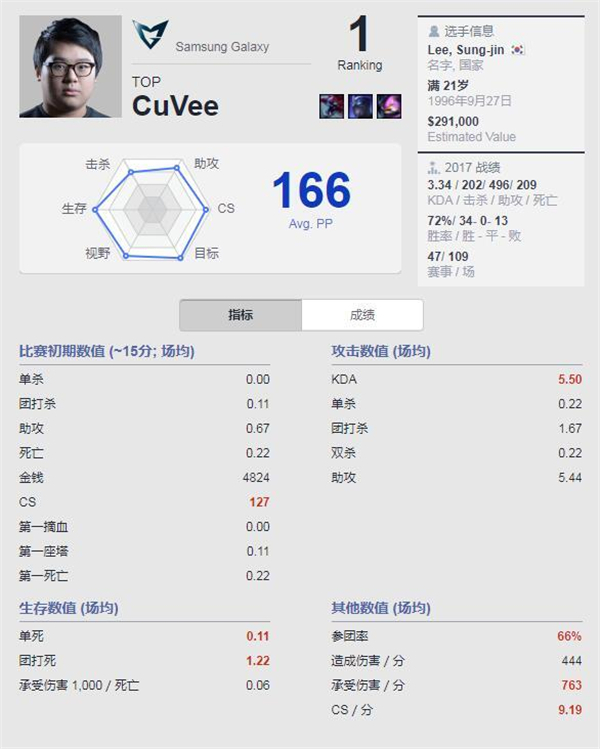 Samsung Galaxy
TOP
CuVee
1
Ranking
选手信息
Lee, Sung-jin
名字, 国家
满 21岁
1996年9月27日
$291,000
Estimated Value
2017 战绩
3.34 / 202/ 496/ 209
KDA / 击杀 / 助攻 / 死亡
72%/ 34- 0- 13
胜率 / 胜 - 平 - 败
47/ 109
赛事 / 场
击杀
助攻
生存
CS
视野
目标
166
Avg. PP
指标
成绩
比赛初期数值 (~15分; 场均)
单杀 0.00
团打杀 0.11
助攻 0.67
死亡 0.22
金钱 4824
CS 127
第一摘血 0.00
第一座塔 0.11
第一死亡 0.22
攻击数值 (场均)
KDA 5.50
单杀 0.22
团打杀 1.67
双杀 0.22
助攻 5.44
生存数值 (场均)
单死 0.11
团打死 1.22
承受伤害 1,000 / 死亡 0.06
其他数值 (场均)
参团率 66%
造成伤害 / 分 444
承受伤害 / 分 763
CS / 分 9.19